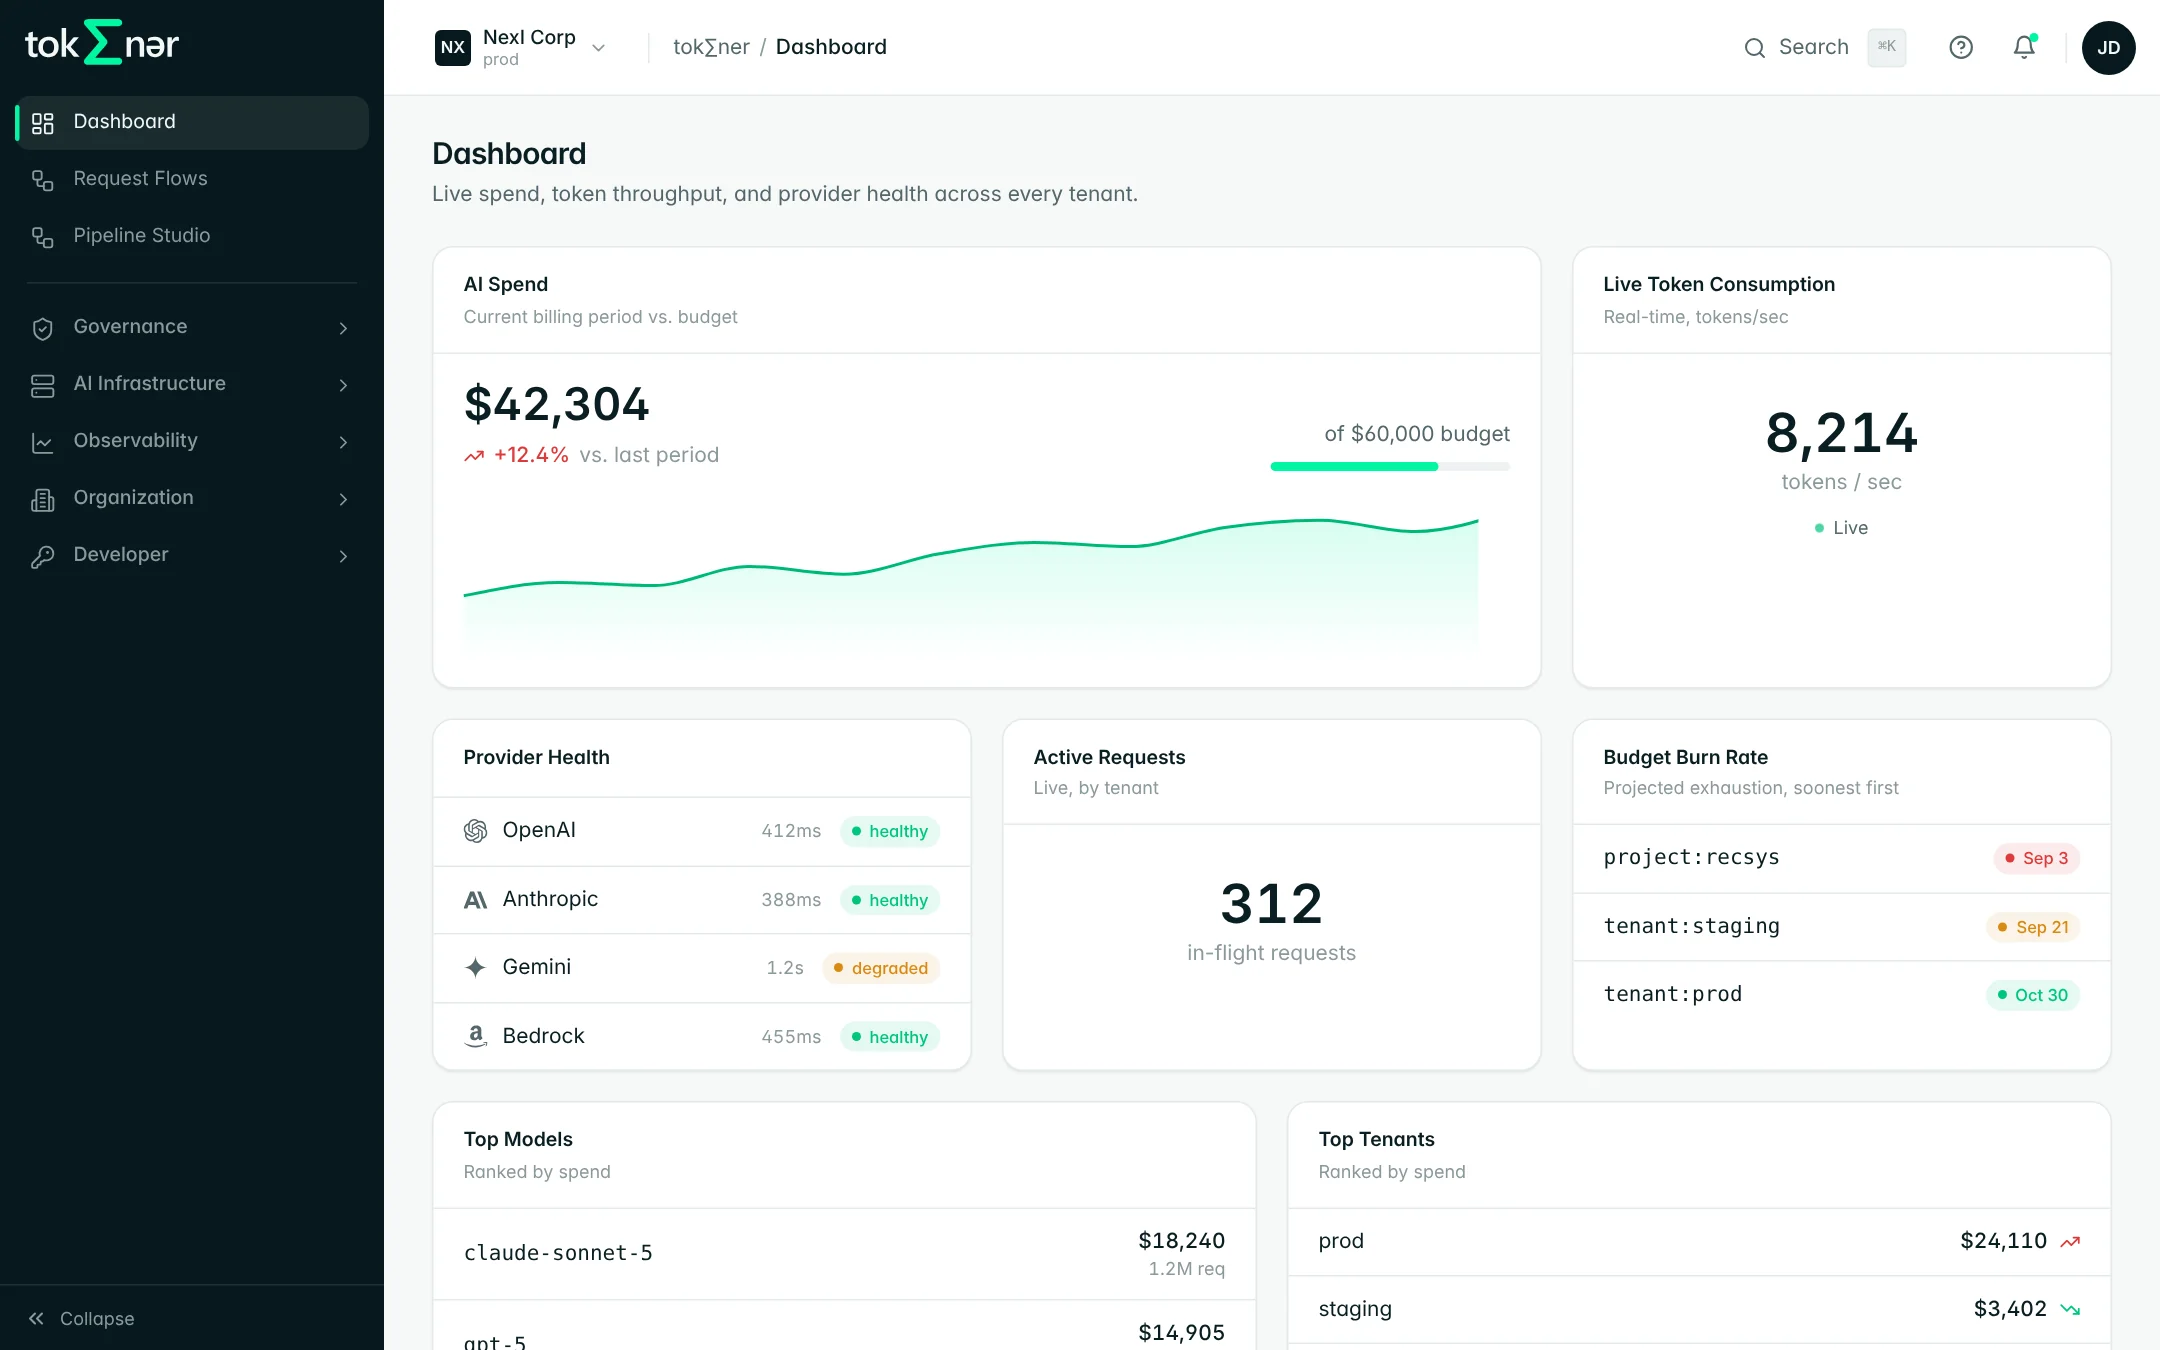 tokΣnər
Dashboard
Request Flows
Pipeline Studio
Governance
AI Infrastructure
Observability
Organization
Developer
Collapse
NX
Nexl Corp
prod
tok∑ner / Dashboard
Search
⌘K
JD
Dashboard
Live spend, token throughput, and provider health across every tenant.
AI Spend
Current billing period vs. budget
$42,304
+12.4% vs. last period
of $60,000 budget
Live Token Consumption
Real-time, tokens/sec
8,214
tokens / sec
Live
Provider Health
OpenAI 412ms healthy
Anthropic 388ms healthy
Gemini 1.2s degraded
Bedrock 455ms healthy
Active Requests
Live, by tenant
312
in-flight requests
Budget Burn Rate
Projected exhaustion, soonest first
project:recsys Sep 3
tenant:staging Sep 21
tenant:prod Oct 30
Top Models
Ranked by spend
claude-sonnet-5 $18,240
1.2M req
gpt-5 $14,905
Top Tenants
Ranked by spend
prod $24,110
staging $3,402